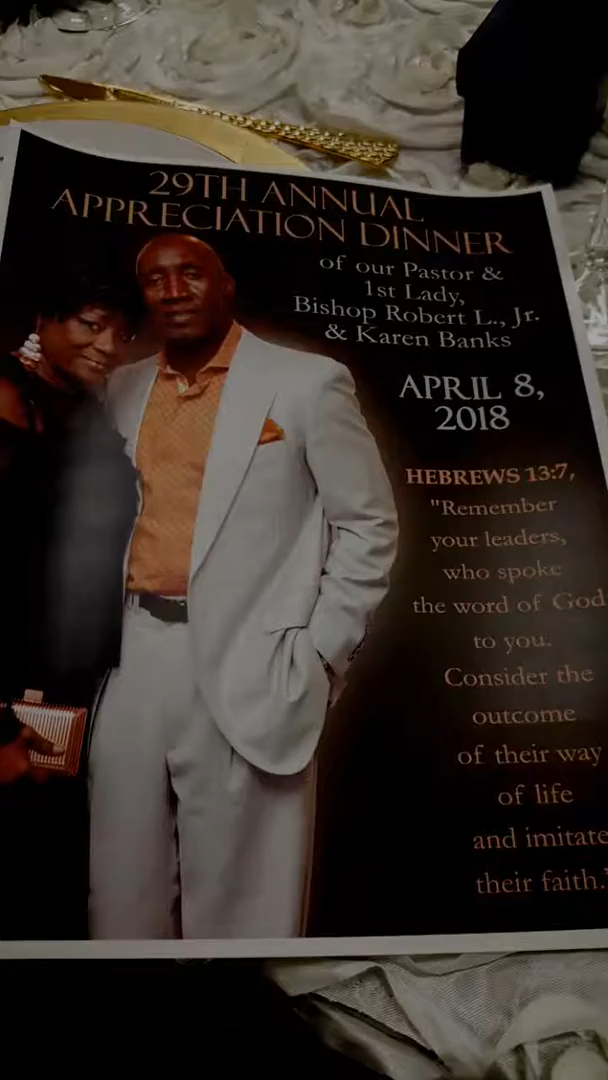 29TH ANNUAL
APPRECIATION DINNER
of our Pastor &
1st Lady,
Bishop Robert L., Jr.
& Karen Banks
APRIL 8,
2018
HEBREWS 13:7,
"Remember
your leaders,
who spoke
the word of God
to you.
Consider the
outcome
of their way
of life
and imitate
their faith."